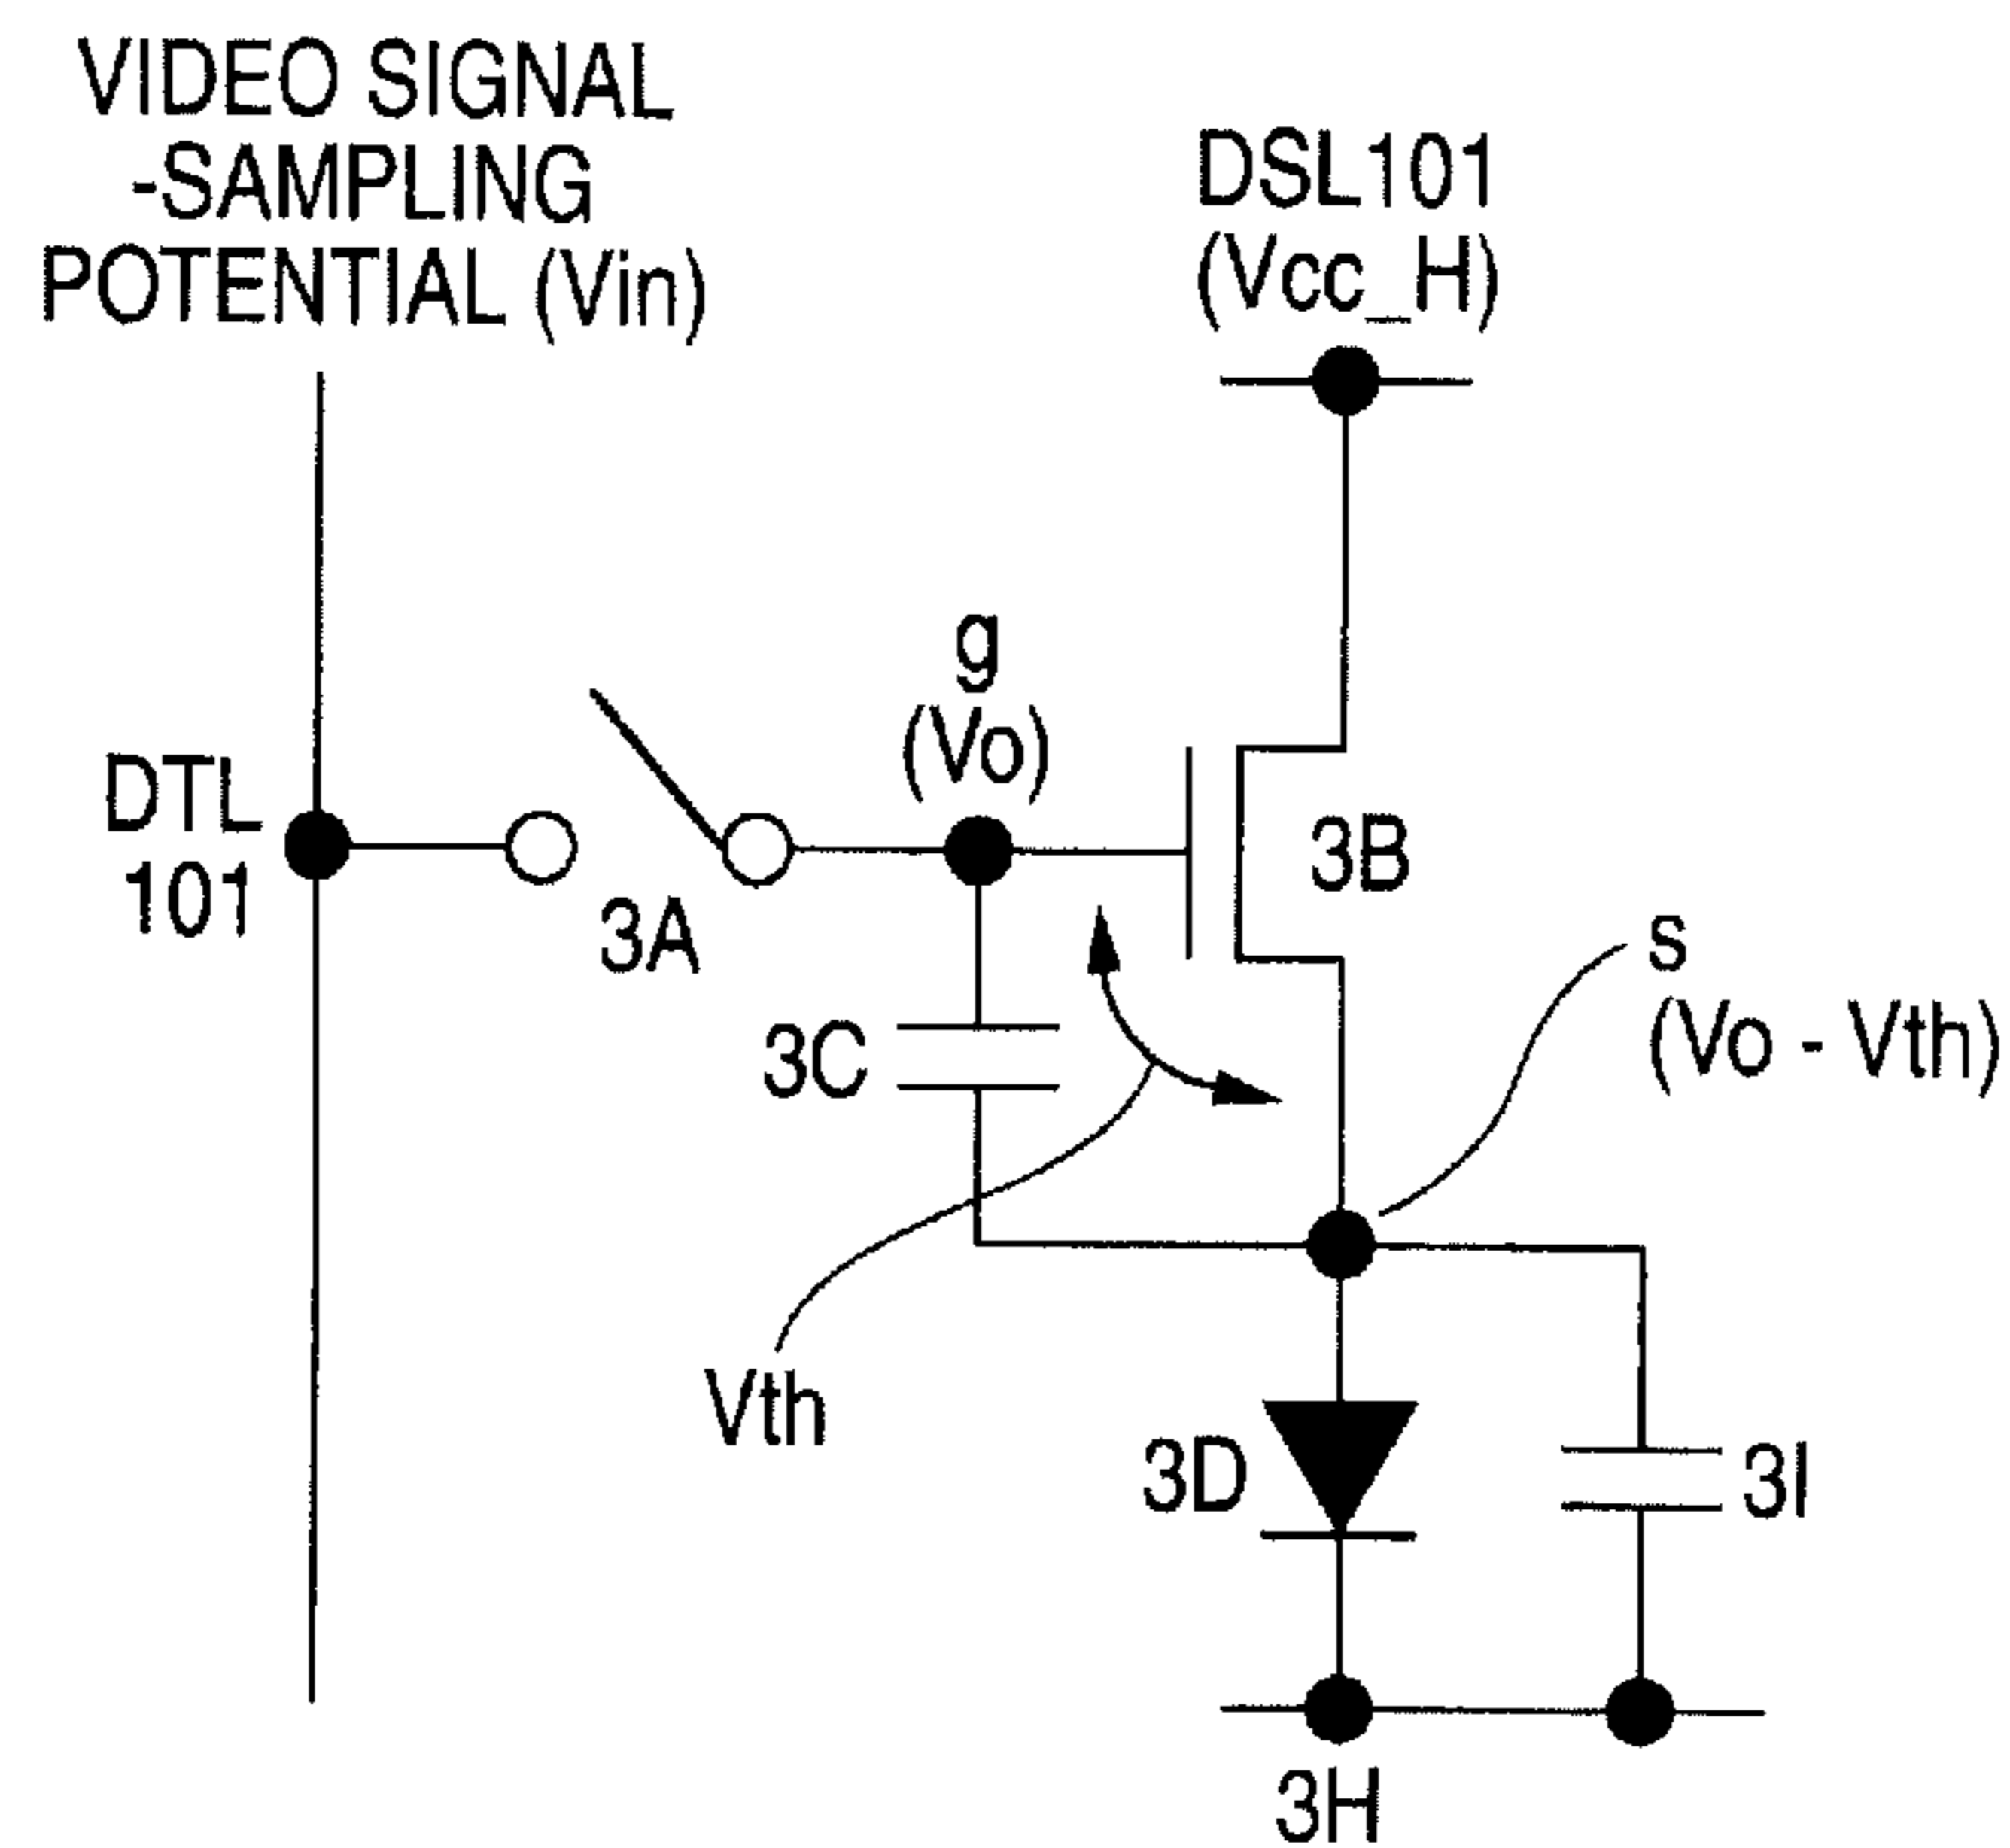 VIDEO SIGNAL
-SAMPLING
POTENTIAL (Vin)
DSL101
(Vcc_H)
g
(Vo)
DTL
101
3A
3B
s
(Vo - Vth)
3C
Vth
3D
3I
3H